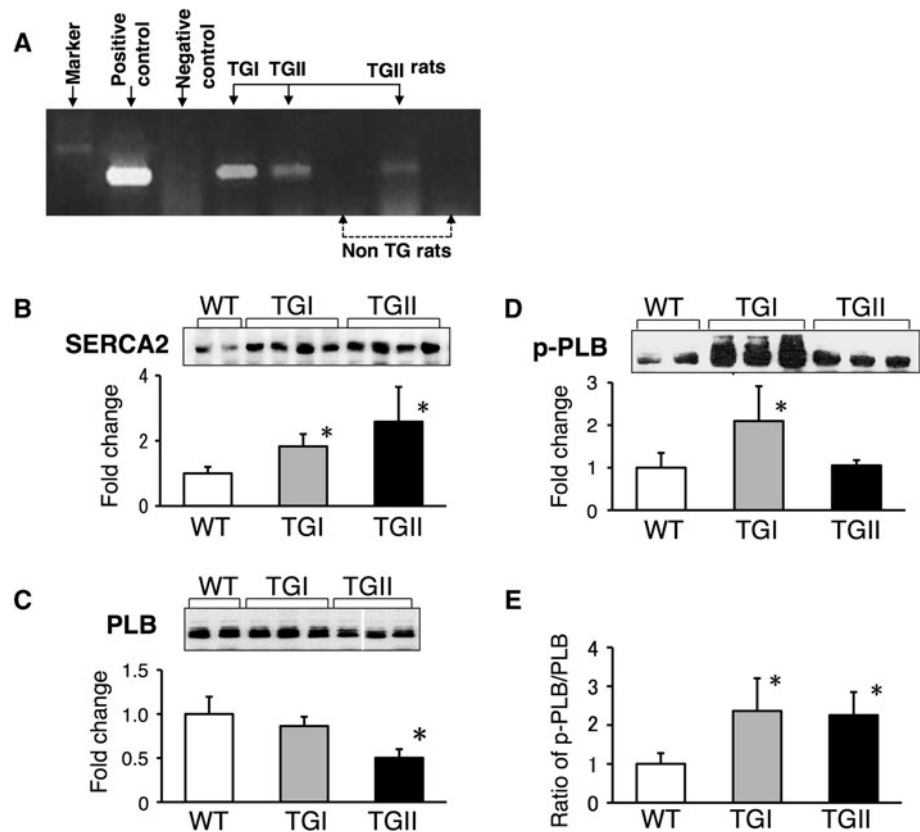 A
Marker
Positive control
Negative control
TGI TGII TGII rats
Non TG rats
B
WT TGI TGII
SERCA2
Fold change
4
2
0
WT TGI TGII
C
WT TGI TGII
PLB
Fold change
1.5
1.0
0.5
0
* 
WT TGI TGII
D
WT TGI TGII
p-PLB
Fold change
3
2
1
0
*
WT TGI TGII
E
Ratio of p-PLB/PLB
4
3
2
1
0
* *
WT TGI TGII